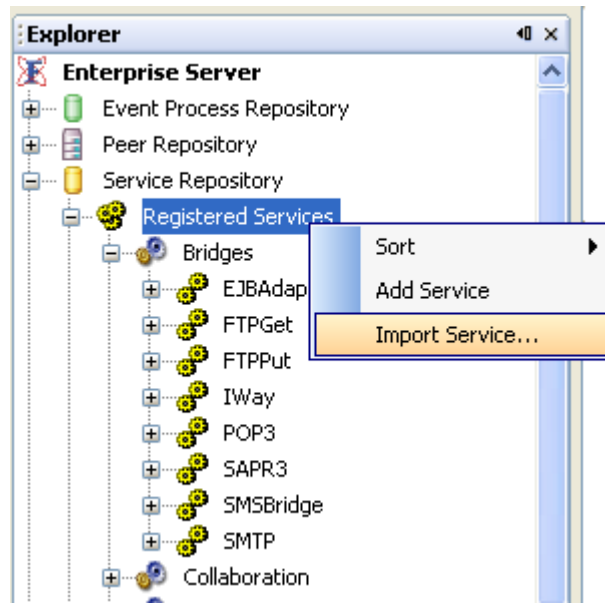 Explorer
Enterprise Server
Event Process Repository
Peer Repository
Service Repository
Registered Services
Bridges
Sort
Add Service
FTPGet
Import Service...
FTPPut
IWay
POP3
SAPR3
SMSBridge
SMTP
Collaboration